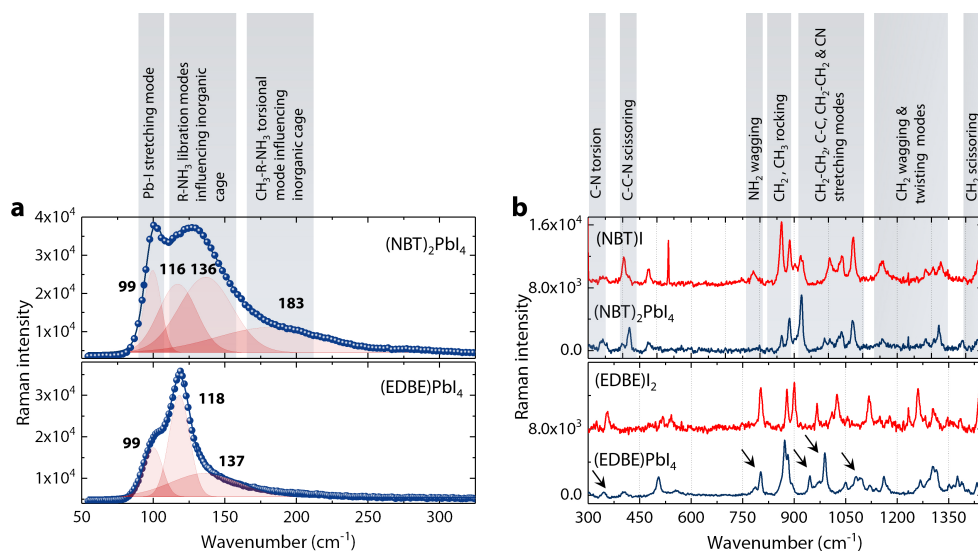 Pb-I stretching mode
R-NH3 libration modes
influencing inorganic
cage
CH3-R-NH3 torsional
mode influencing
inorganic cage
a
4x10^4
3x10^4
2x10^4
1x10^4
(NBT)2PbI4
99
116
136
183
Raman intensity
3x10^4
2x10^4
1x10^4
(EDBE)PbI4
99
118
137
Raman intensity
50
100
150
200
250
300
Wavenumber (cm-1)
C-N torsion
C-C-N scissoring
NH2 wagging
CH2 , CH3 rocking
CH2-CH2, C-C, CH2-CH2 & CN
stretching modes
CH2 wagging &
twisting modes
CH2 scissoring
b
1.6x10^3
8.0x10^3
0.0
(NBT)I
(NBT)2PbI4
Raman intensity
8.0x10^3
0.0
(EDBE)I2
(EDBE)PbI4
300
450
600
750
900
1050
1200
1350
Wavenumber (cm-1)